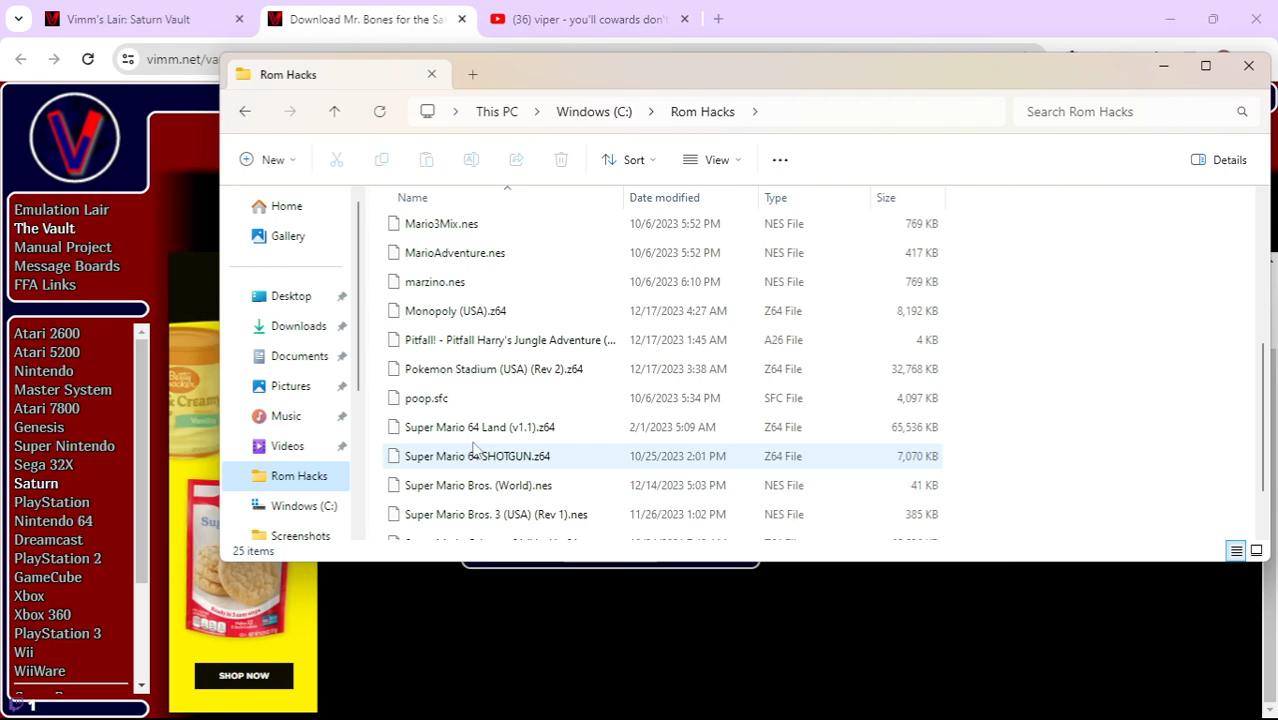 Vimm's Lair: Saturn Vault
Download Mr. Bones for the Sa
(36) viper - you'll cowards don't
vimm.net/va
Rom Hacks
This PC > Windows (C:) > Rom Hacks >
Search Rom Hacks
New
Sort
View
Details
Name Date modified Type Size
Home
Gallery
Desktop
Downloads
Documents
Pictures
Music
Videos
Rom Hacks
Windows (C:)
Screenshots
Mario3Mix.nes 10/6/2023 5:52 PM NES File 769 KB
MarioAdventure.nes 10/6/2023 5:52 PM NES File 417 KB
marzino.nes 10/6/2023 6:10 PM NES File 769 KB
Monopoly (USA).z64 12/17/2023 4:27 AM Z64 File 8,192 KB
Pitfall! - Pitfall Harry's Jungle Adventure (... 12/17/2023 1:45 AM A26 File 4 KB
Pokemon Stadium (USA) (Rev 2).z64 12/17/2023 3:38 AM Z64 File 32,768 KB
poop.sfc 10/6/2023 5:34 PM SFC File 4,097 KB
Super Mario 64 Land (v1.1).z64 2/1/2023 5:09 AM Z64 File 65,536 KB
Super Mario 64 SHOTGUN.z64 10/25/2023 2:01 PM Z64 File 7,070 KB
Super Mario Bros. (World).nes 12/14/2023 5:03 PM NES File 41 KB
Super Mario Bros. 3 (USA) (Rev 1).nes 11/26/2023 1:02 PM NES File 385 KB
25 items
V
Emulation Lair
The Vault
Manual Project
Message Boards
FFA Links
Atari 2600
Atari 5200
Nintendo
Master System
Atari 7800
Genesis
Super Nintendo
Sega 32X
Saturn
PlayStation
Nintendo 64
Dreamcast
PlayStation 2
GameCube
Xbox
Xbox 360
PlayStation 3
Wii
WiiWare
1
SHOP NOW